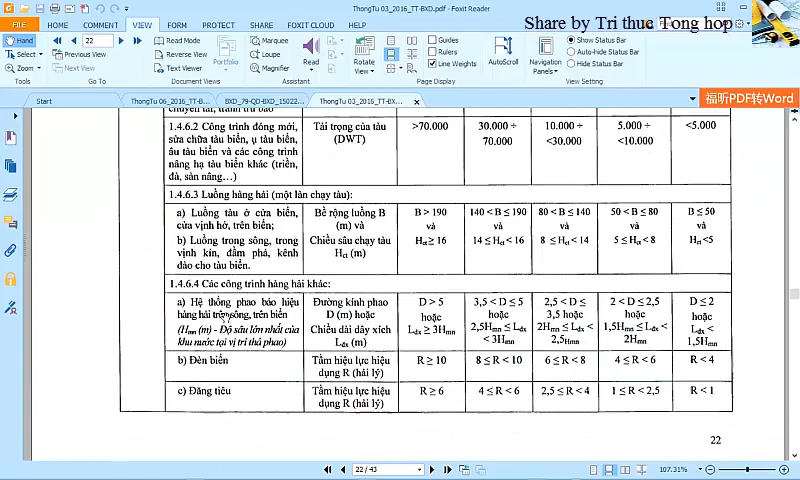 ThongTu 03_2016_TT-BXD.pdf - Foxit Reader
Share by Tri thuc Tong hop
FILE HOME COMMENT VIEW FORM PROTECT SHARE FOXIT CLOUD HELP
Hand
Select
Zoom
Tools
22
Previous View
Next View
Go To
Read Mode
Reverse View
Text Viewer
Document Views
Portfolio
Marquee
Loupe
Magnifier
Assistant
Read
Rotate View
Guides
Rulers
Line Weights
Page Display
AutoScroll
Navigation Panels
Show Status Bar
Auto-hide Status Bar
Hide Status Bar
View Setting
Start
ThongTu 06_2016_TT-B...
BXD_79-QD-BXD_15022...
ThongTu 03_2016_TT-BX...
福昕PDF转Word
chuyển tải, tránh trú bão
1.4.6.2 Công trình đóng mới, sửa chữa tàu biển, ụ tàu biển, âu tàu biển và các công trình nâng hạ tàu biển khác (triền, đà, sàn nâng…)
Tải trọng của tàu (DWT)
>70.000
30.000 ÷ 70.000
10.000 ÷ <30.000
5.000 ÷ <10.000
<5.000
1.4.6.3 Luồng hàng hải (một làn chạy tàu):
a) Luồng tàu ở cửa biển, cửa vịnh hở, trên biển;
b) Luồng trong sông, trong vịnh kín, đầm phá, kênh đào cho tàu biển.
Bề rộng luồng B (m) và
Chiều sâu chạy tàu Hct (m)
B > 190 và Hct ≥ 16
140 < B ≤ 190 và 14 ≤ Hct < 16
80 < B ≤ 140 và 8 ≤ Hct < 14
50 < B ≤ 80 và 5 ≤ Hct < 8
B ≤ 50 và Hct <5
1.4.6.4 Các công trình hàng hải khác:
a) Hệ thống phao báo hiệu hàng hải trên sông, trên biển
(Hmn (m) - Độ sâu lớn nhất của khu nước tại vị trí thả phao)
Đường kính phao D (m) hoặc
Chiều dài dây xích Ldx (m)
D > 5 hoặc Ldx ≥ 3Hmn
3,5 < D ≤ 5 hoặc 2,5Hmn ≤ Ldx < 3Hmn
2,5 < D ≤ 3,5 hoặc 2Hmn ≤ Ldx < 2,5Hmn
2 < D ≤ 2,5 hoặc 1,5Hmn ≤ Ldx < 2Hmn
D ≤ 2 hoặc Ldx < 1,5Hmn
b) Đèn biển
Tầm hiệu lực hiệu dụng R (hải lý)
R ≥ 10
8 ≤ R < 10
6 ≤ R < 8
4 ≤ R < 6
R < 4
c) Đăng tiêu
Tầm hiệu lực hiệu dụng R (hải lý)
R ≥ 6
4 ≤ R < 6
2,5 ≤ R < 4
1 ≤ R < 2,5
R < 1
22
22 / 43
107.31%